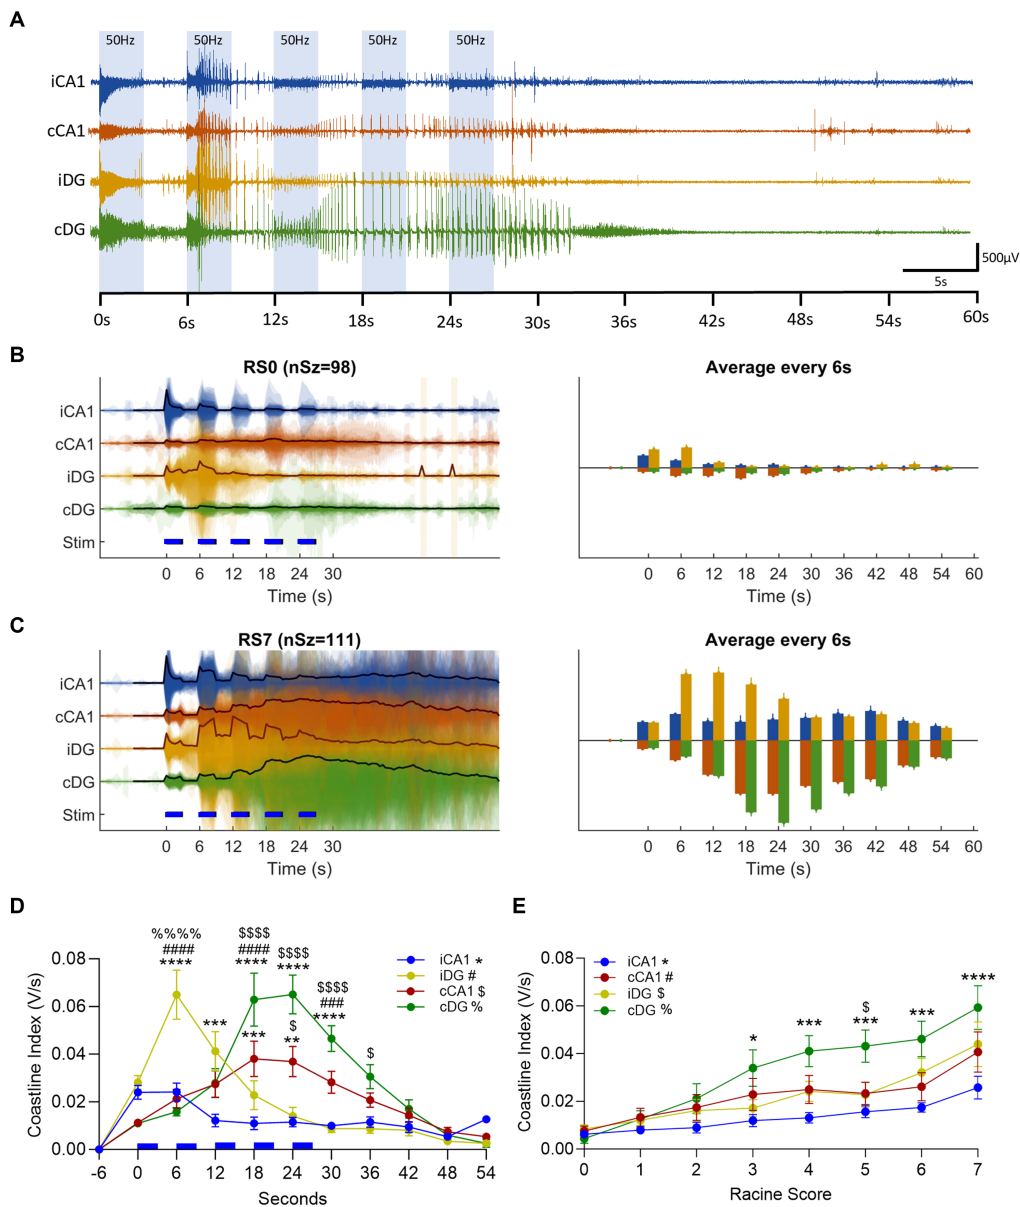 A
50Hz 50Hz 50Hz 50Hz 50Hz
iCA1
cCA1
iDG
cDG
500µV
5s
0s 6s 12s 18s 24s 30s 36s 42s 48s 54s 60s
B
RS0 (nSz=98)
iCA1
cCA1
iDG
cDG
Stim
0 6 12 18 24 30
Time (s)
Average every 6s
0 6 12 18 24 30 36 42 48 54 60
Time (s)
C
RS7 (nSz=111)
iCA1
cCA1
iDG
cDG
Stim
0 6 12 18 24 30
Time (s)
Average every 6s
0 6 12 18 24 30 36 42 48 54 60
Time (s)
D
Coastline Index (V/s)
0.08
0.06
0.04
0.02
0.00
%%%%
####
****
***
$$$$
####
****
***
$$$$
****
$
**
$$$$
###
****
$
iCA1 *
iDG #
cCA1 $
cDG %
-6 0 6 12 18 24 30 36 42 48 54
Seconds
E
Coastline Index (V/s)
0.08
0.06
0.04
0.02
0.00
iCA1 *
cCA1 #
iDG $
cDG %
*
***
$
***
***
****
0 1 2 3 4 5 6 7
Racine Score